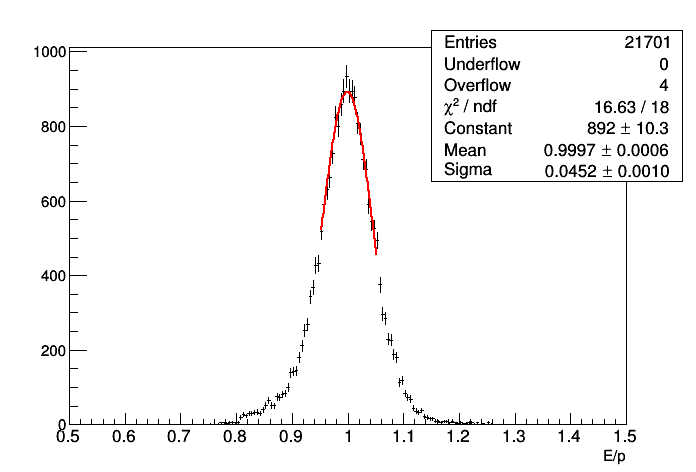 Entries 21701
Underflow 0
Overflow 4
χ² / ndf 16.63 / 18
Constant 892 ± 10.3
Mean 0.9997 ± 0.0006
Sigma 0.0452 ± 0.0010
1000
800
600
400
200
0
0.5 0.6 0.7 0.8 0.9 1 1.1 1.2 1.3 1.4 1.5
E/p